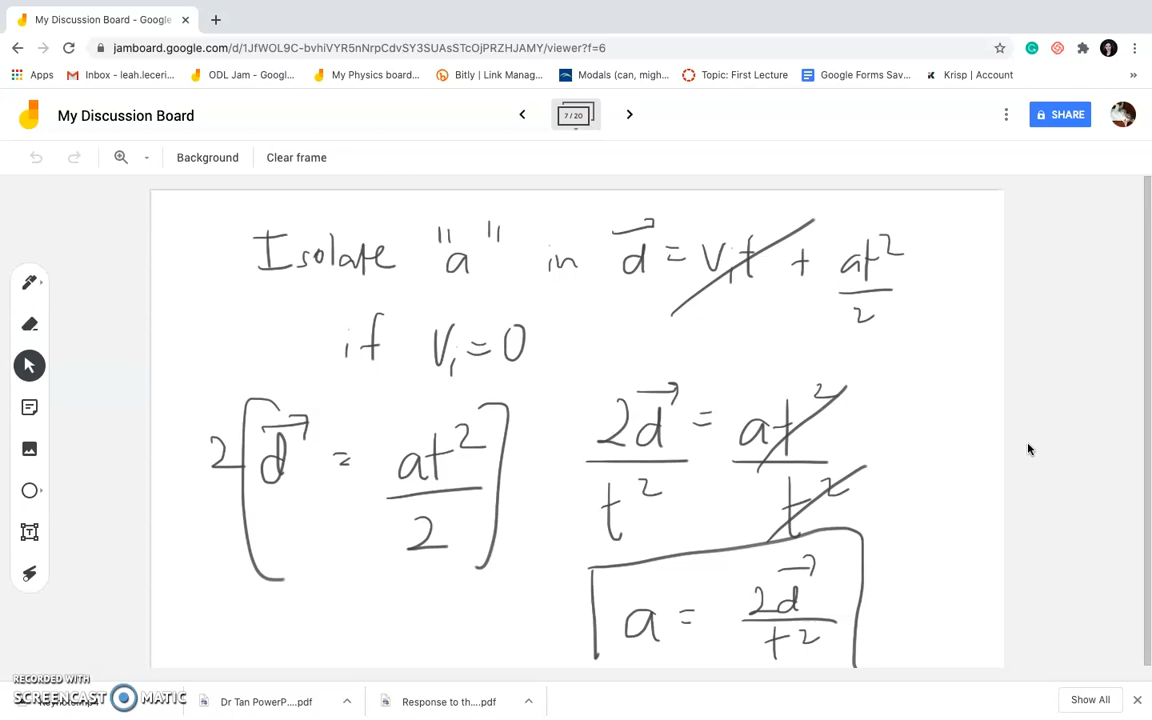 My Discussion Board - Google
jamboard.google.com/d/1JfWOL9C-bvhiVYR5nNrpCdvSY3SUAsSTcOjPRZHJAMY/viewer?f=6
Apps Inbox - leah.leceri... ODL Jam - Googl... My Physics board... Bitly | Link Manag... Modals (can, migh... Topic: First Lecture Google Forms Sav... Krisp | Account »
My Discussion Board 7 / 20 SHARE
Background Clear frame
Isolate "a" in d⃗ = v₁t + at²/2
if v₁ = 0
2[d⃗ = at²/2]
2d⃗/t² = at²/t²
a = 2d⃗/t²
RECORDED WITH
SCREENCAST MATIC
Dr Tan PowerP....pdf Response to th....pdf Show All